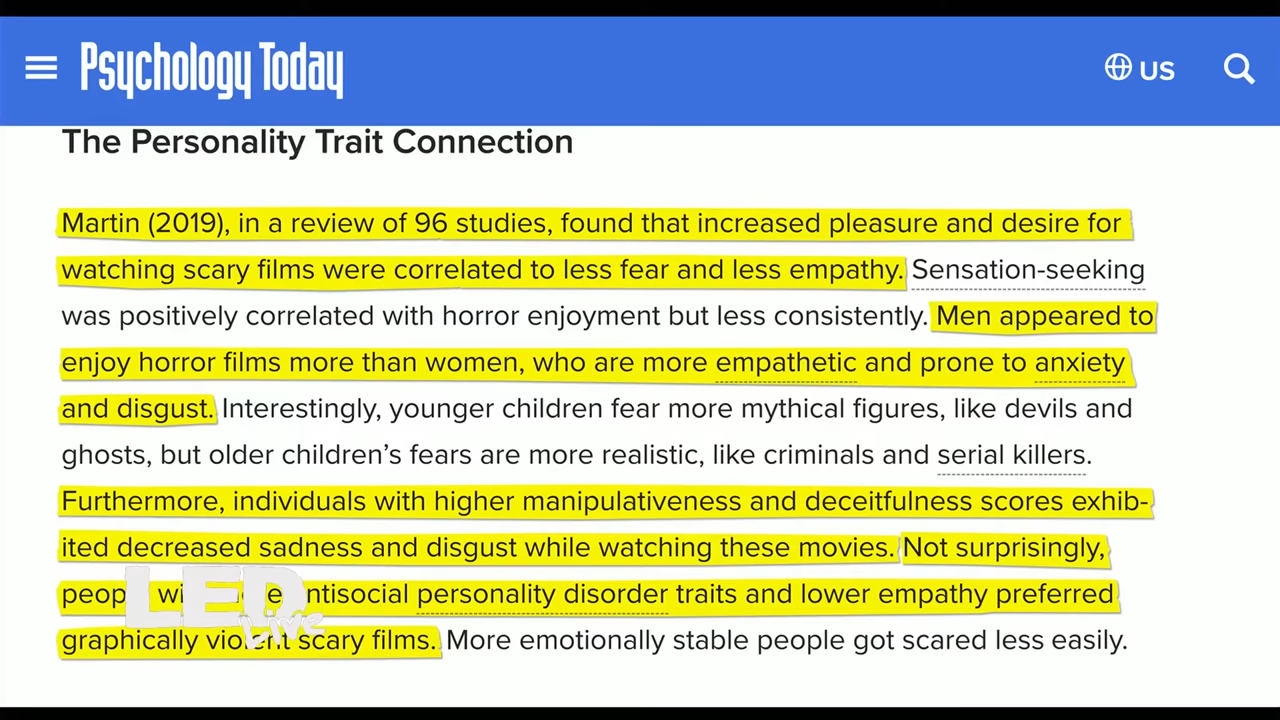 Psychology Today
US
The Personality Trait Connection
Martin (2019), in a review of 96 studies, found that increased pleasure and desire for
watching scary films were correlated to less fear and less empathy. Sensation-seeking
was positively correlated with horror enjoyment but less consistently. Men appeared to
enjoy horror films more than women, who are more empathetic and prone to anxiety
and disgust. Interestingly, younger children fear more mythical figures, like devils and
ghosts, but older children’s fears are more realistic, like criminals and serial killers.
Furthermore, individuals with higher manipulativeness and deceitfulness scores exhib-
ited decreased sadness and disgust while watching these movies. Not surprisingly,
antisocial personality disorder traits and lower empathy preferred
graphically violent scary films. More emotionally stable people got scared less easily.
LED
Live